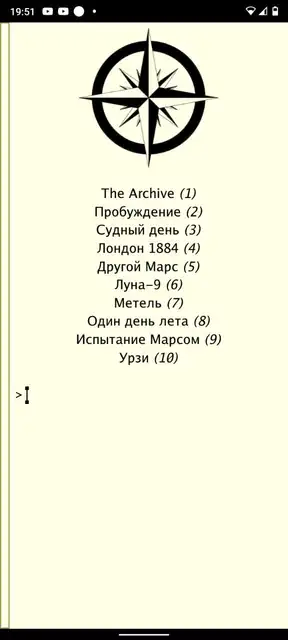 19:51
The Archive (1)
Пробуждение (2)
Судный день (3)
Лондон 1884 (4)
Другой Марс (5)
Луна-9 (6)
Метель (7)
Один день лета (8)
Испытание Марсом (9)
Урзи (10)
>